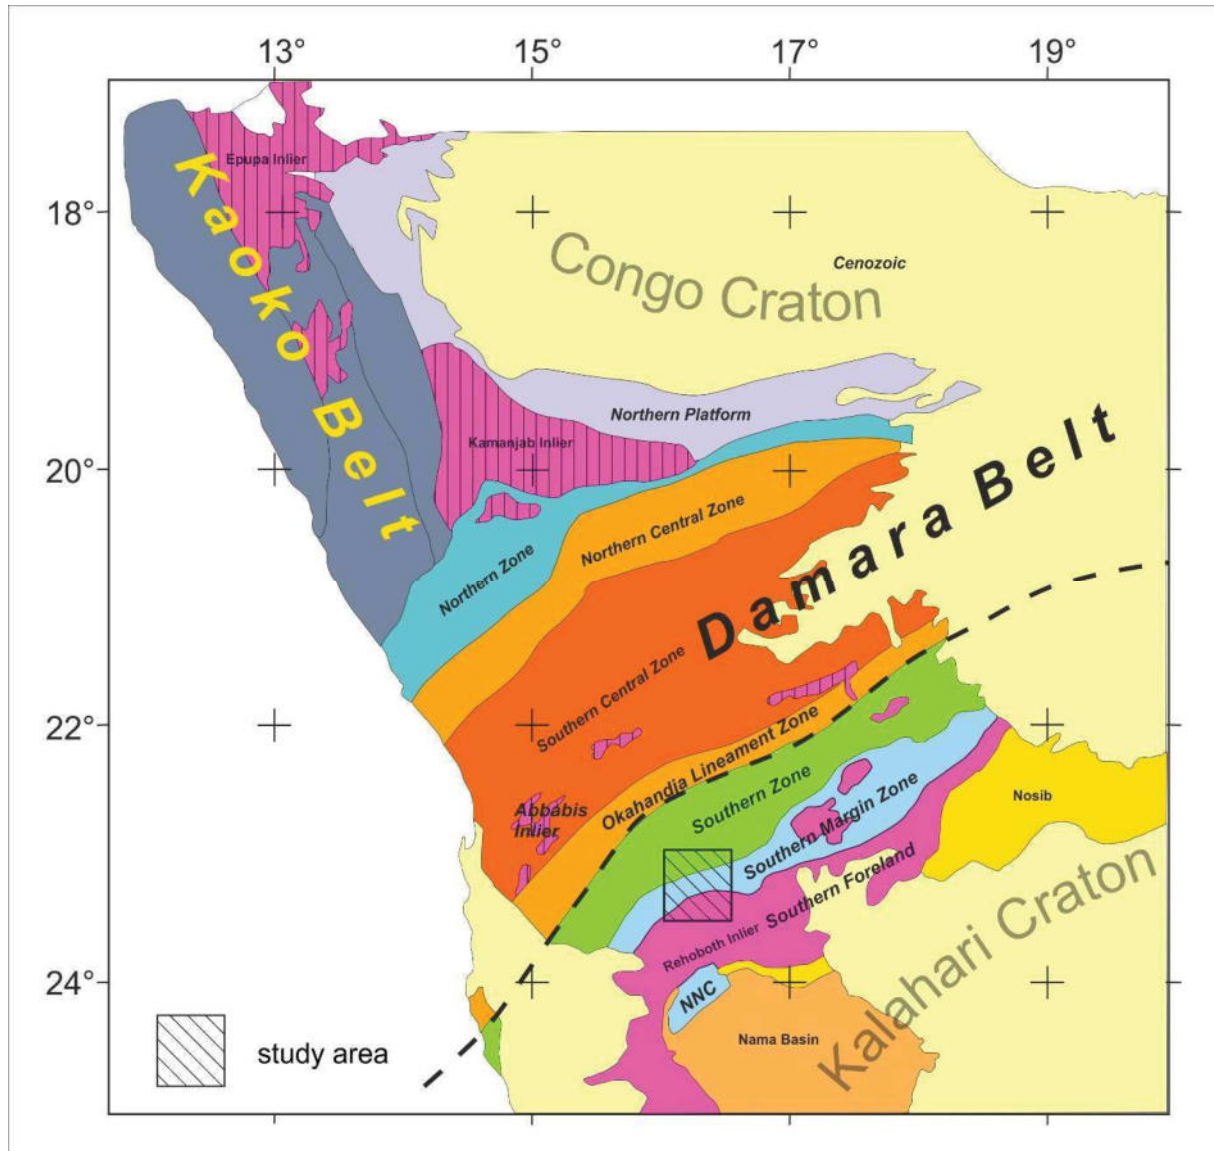 13° 15° 17° 19°
18°
20°
22°
24°
Epupa Inlier
Kaoko Belt
Congo Craton
Cenozoic
Northern Platform
Kamanjab Inlier
Damara Belt
Northern Central Zone
Northern Zone
Southern Central Zone
Okahandja Lineament Zone
Abbabis
Inlier
Southern Zone
Southern Margin Zone
Nosib
Southern Foreland
Rehoboth Inlier
Kalahari Craton
NNC
Nama Basin
study area